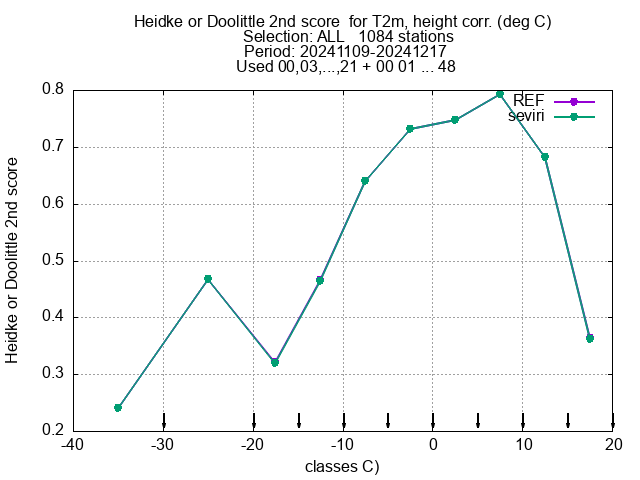 Heidke or Doolittle 2nd score  for T2m, height corr. (deg C)
Selection: ALL   1084 stations
Period: 20241109-20241217
Used 00,03,...,21 + 00 01 ... 48
REF
seviri
0.8
0.7
0.6
0.5
0.4
0.3
0.2
Heidke or Doolittle 2nd score
-40 -30 -20 -10 0 10 20
classes C)